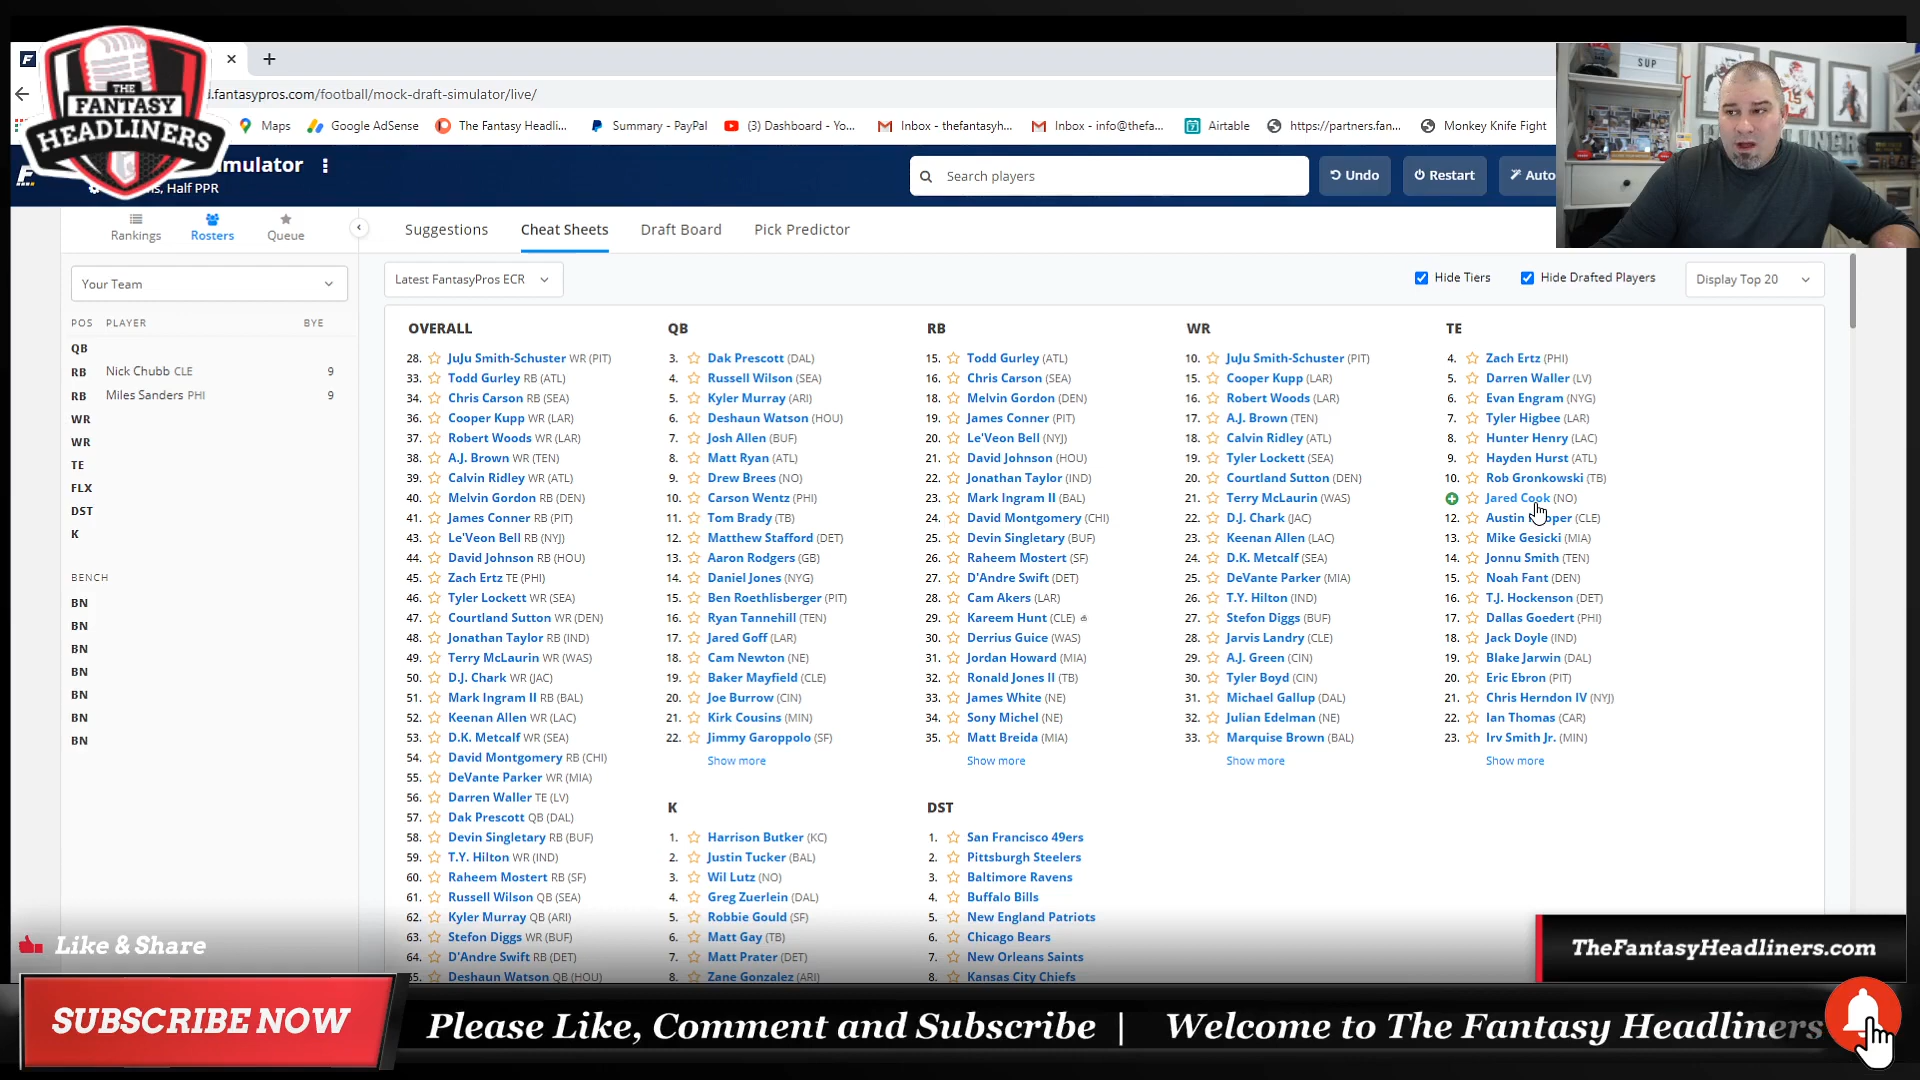 THE
FANTASY
HEADLINERS
.fantasypros.com/football/mock-draft-simulator/live/
Maps
Google AdSense
The Fantasy Headli...
Summary - PayPal
(3) Dashboard - Yo...
Inbox - thefantasyh...
Inbox - info@thefa...
Airtable
https://partners.fan...
Monkey Knife Fight
SUP
mulator
s, Half PPR
Search players
Undo
Restart
Auto
Rankings
Rosters
Queue
Suggestions
Cheat Sheets
Draft Board
Pick Predictor
Your Team
Latest FantasyPros ECR
Hide Tiers
Hide Drafted Players
Display Top 20
POS PLAYER BYE
QB
RB Nick Chubb CLE 9
RB Miles Sanders PHI 9
WR
WR
TE
FLX
DST
K
BENCH
BN
BN
BN
BN
BN
BN
BN
OVERALL
28. JuJu Smith-Schuster WR (PIT)
33. Todd Gurley RB (ATL)
34. Chris Carson RB (SEA)
36. Cooper Kupp WR (LAR)
37. Robert Woods WR (LAR)
38. A.J. Brown WR (TEN)
39. Calvin Ridley WR (ATL)
40. Melvin Gordon RB (DEN)
41. James Conner RB (PIT)
43. Le'Veon Bell RB (NYJ)
44. David Johnson RB (HOU)
45. Zach Ertz TE (PHI)
46. Tyler Lockett WR (SEA)
47. Courtland Sutton WR (DEN)
48. Jonathan Taylor RB (IND)
49. Terry McLaurin WR (WAS)
50. D.J. Chark WR (JAC)
51. Mark Ingram II RB (BAL)
52. Keenan Allen WR (LAC)
53. D.K. Metcalf WR (SEA)
54. David Montgomery RB (CHI)
55. DeVante Parker WR (MIA)
56. Darren Waller TE (LV)
57. Dak Prescott QB (DAL)
58. Devin Singletary RB (BUF)
59. T.Y. Hilton WR (IND)
60. Raheem Mostert RB (SF)
61. Russell Wilson QB (SEA)
62. Kyler Murray QB (ARI)
63. Stefon Diggs WR (BUF)
64. D'Andre Swift RB (DET)
65. Deshaun Watson QB (HOU)
QB
3. Dak Prescott (DAL)
4. Russell Wilson (SEA)
5. Kyler Murray (ARI)
6. Deshaun Watson (HOU)
7. Josh Allen (BUF)
8. Matt Ryan (ATL)
9. Drew Brees (NO)
10. Carson Wentz (PHI)
11. Tom Brady (TB)
12. Matthew Stafford (DET)
13. Aaron Rodgers (GB)
14. Daniel Jones (NYG)
15. Ben Roethlisberger (PIT)
16. Ryan Tannehill (TEN)
17. Jared Goff (LAR)
18. Cam Newton (NE)
19. Baker Mayfield (CLE)
20. Joe Burrow (CIN)
21. Kirk Cousins (MIN)
22. Jimmy Garoppolo (SF)
Show more
RB
15. Todd Gurley (ATL)
16. Chris Carson (SEA)
18. Melvin Gordon (DEN)
19. James Conner (PIT)
20. Le'Veon Bell (NYJ)
21. David Johnson (HOU)
22. Jonathan Taylor (IND)
23. Mark Ingram II (BAL)
24. David Montgomery (CHI)
25. Devin Singletary (BUF)
26. Raheem Mostert (SF)
27. D'Andre Swift (DET)
28. Cam Akers (LAR)
29. Kareem Hunt (CLE)
30. Derrius Guice (WAS)
31. Jordan Howard (MIA)
32. Ronald Jones II (TB)
33. James White (NE)
34. Sony Michel (NE)
35. Matt Breida (MIA)
Show more
WR
10. JuJu Smith-Schuster (PIT)
15. Cooper Kupp (LAR)
16. Robert Woods (LAR)
17. A.J. Brown (TEN)
18. Calvin Ridley (ATL)
19. Tyler Lockett (SEA)
20. Courtland Sutton (DEN)
21. Terry McLaurin (WAS)
22. D.J. Chark (JAC)
23. Keenan Allen (LAC)
24. D.K. Metcalf (SEA)
25. DeVante Parker (MIA)
26. T.Y. Hilton (IND)
27. Stefon Diggs (BUF)
28. Jarvis Landry (CLE)
29. A.J. Green (CIN)
30. Tyler Boyd (CIN)
31. Michael Gallup (DAL)
32. Julian Edelman (NE)
33. Marquise Brown (BAL)
Show more
TE
4. Zach Ertz (PHI)
5. Darren Waller (LV)
6. Evan Engram (NYG)
7. Tyler Higbee (LAR)
8. Hunter Henry (LAC)
9. Hayden Hurst (ATL)
10. Rob Gronkowski (TB)
Jared Cook (NO)
12. Austin (CLE)
13. Mike Gesicki (MIA)
14. Jonnu Smith (TEN)
15. Noah Fant (DEN)
16. T.J. Hockenson (DET)
17. Dallas Goedert (PHI)
18. Jack Doyle (IND)
19. Blake Jarwin (DAL)
20. Eric Ebron (PIT)
21. Chris Herndon IV (NYJ)
22. Ian Thomas (CAR)
23. Irv Smith Jr. (MIN)
Show more
K
1. Harrison Butker (KC)
2. Justin Tucker (BAL)
3. Wil Lutz (NO)
4. Greg Zuerlein (DAL)
5. Robbie Gould (SF)
6. Matt Gay (TB)
7. Matt Prater (DET)
8. Zane Gonzalez (ARI)
DST
1. San Francisco 49ers
2. Pittsburgh Steelers
3. Baltimore Ravens
4. Buffalo Bills
5. New England Patriots
6. Chicago Bears
7. New Orleans Saints
8. Kansas City Chiefs
Like & Share
TheFantasyHeadliners.com
SUBSCRIBE NOW
Please Like, Comment and Subscribe | Welcome to The Fantasy Headliners